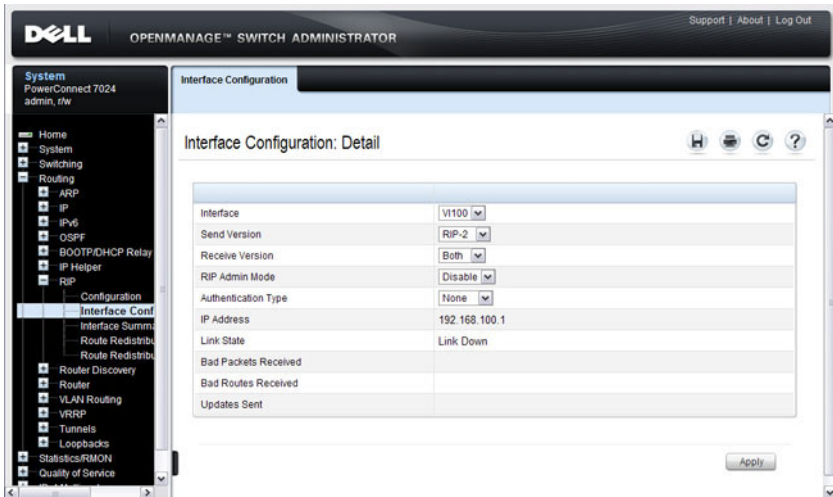 Support | About | Log Out
DELL OPENMANAGE™ SWITCH ADMINISTRATOR
System
PowerConnect 7024
admin, r/w
Interface Configuration
Home
System
Switching
Routing
ARP
IP
IPv6
OSPF
BOOTP/DHCP Relay
IP Helper
RIP
Configuration
Interface Conf
Interface Summa
Route Redistribu
Route Redistribu
Router Discovery
Router
VLAN Routing
VRRP
Tunnels
Loopbacks
Statistics/RMON
Quality of Service
Interface Configuration: Detail
?
Interface VI100
Send Version RIP-2
Receive Version Both
RIP Admin Mode Disable
Authentication Type None
IP Address 192.168.100.1
Link State Link Down
Bad Packets Received
Bad Routes Received
Updates Sent
Apply